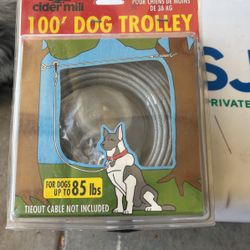 cider mill
POUR CHIENS DE MOINS
DE 38 KG
100' DOG TROLLEY
FOR DOGS
UP TO 85 lbs
TIEOUT CABLE NOT INCLUDED
SJ
PRIVATE